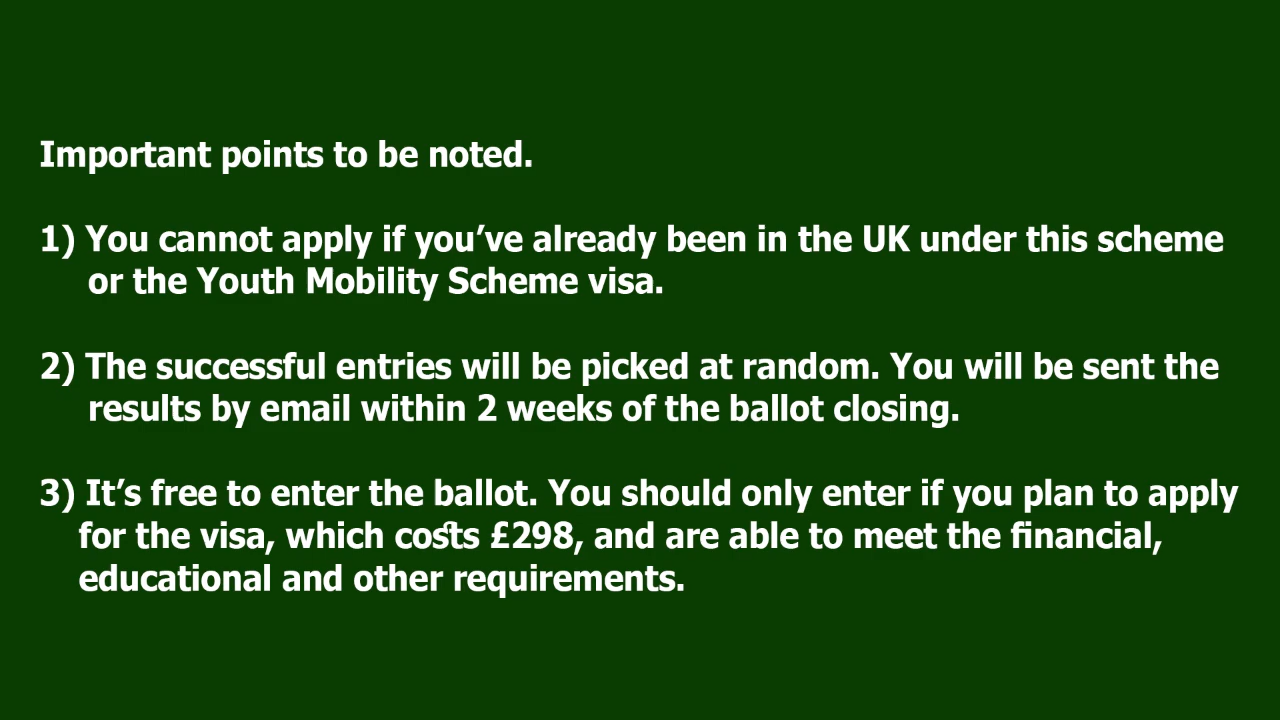 Important points to be noted.
1) You cannot apply if you’ve already been in the UK under this scheme
or the Youth Mobility Scheme visa.
2) The successful entries will be picked at random. You will be sent the
results by email within 2 weeks of the ballot closing.
3) It’s free to enter the ballot. You should only enter if you plan to apply
for the visa, which costs £298, and are able to meet the financial,
educational and other requirements.